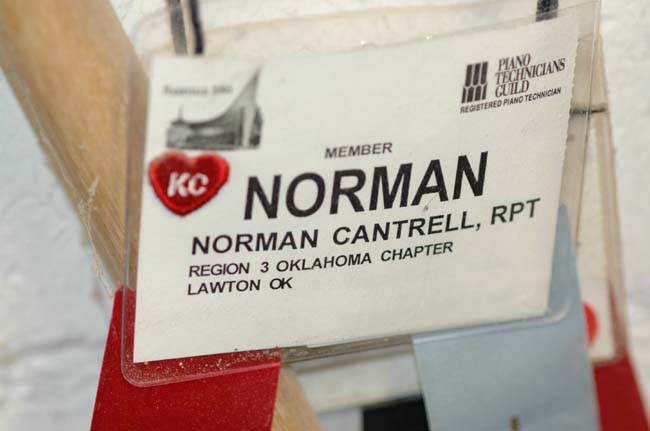 PIANO
TECHNICIANS
GUILD
REGISTERED PIANO TECHNICIAN
MEMBER
KC
NORMAN
NORMAN CANTRELL, RPT
REGION 3 OKLAHOMA CHAPTER
LAWTON OK